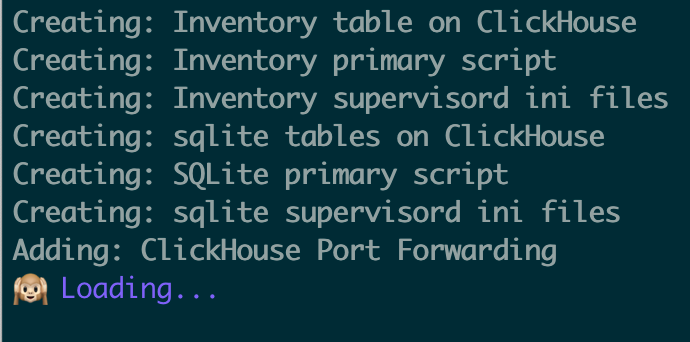 Creating: Inventory table on ClickHouse
Creating: Inventory primary script
Creating: Inventory supervisord ini files
Creating: sqlite tables on ClickHouse
Creating: SQLite primary script
Creating: sqlite supervisord ini files
Adding: ClickHouse Port Forwarding
🙉 Loading...